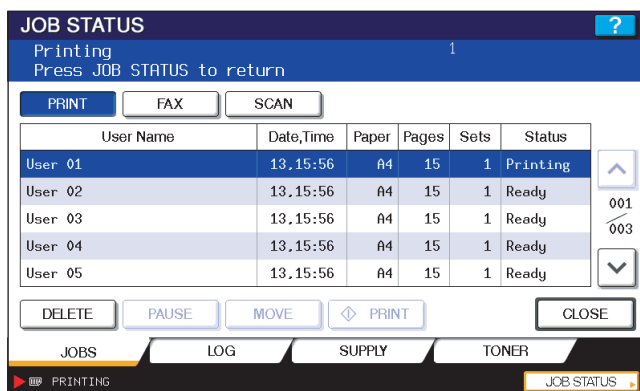 JOB STATUS ?
Printing 1
Press JOB STATUS to return
PRINT FAX SCAN
User Name Date,Time Paper Pages Sets Status
User 01 13,15:56 A4 15 1 Printing
User 02 13,15:56 A4 15 1 Ready
User 03 13,15:56 A4 15 1 Ready
User 04 13,15:56 A4 15 1 Ready
User 05 13,15:56 A4 15 1 Ready
001
003
DELETE PAUSE MOVE PRINT CLOSE
JOBS LOG SUPPLY TONER
PRINTING JOB STATUS